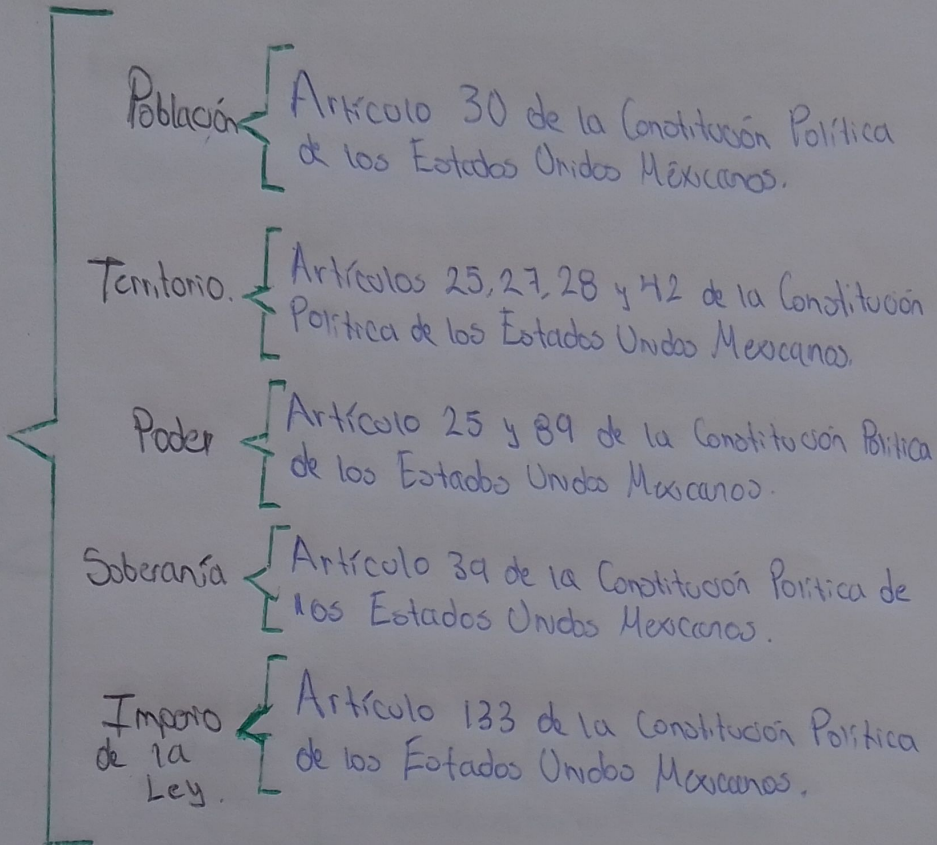 Población
Artículo 30 de la Constitución Política
de los Estados Unidos Méxicanos.
Territorio.
Artículos 25, 27, 28 y 42 de la Constitución
Política de los Estados Unidos Mexicanos.
Poder
Artículo 25 y 89 de la Constitución Política
de los Estados Unidos Mexicanos.
Soberanía
Artículo 39 de la Constitución Política de
los Estados Unidos Mexicanos.
Imperio
de la
Ley.
Artículo 133 de la Constitución Política
de los Estados Unidos Mexicanos.